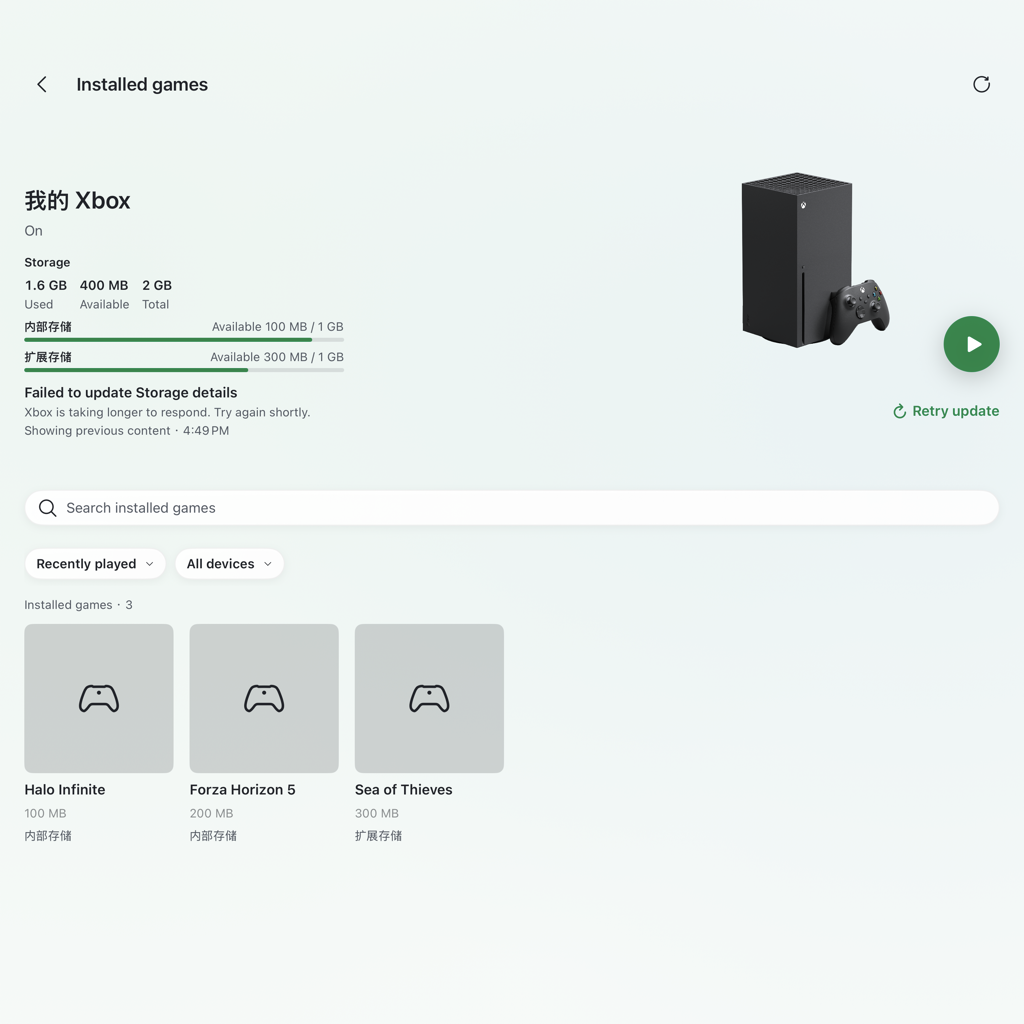 Installed games
我的 Xbox
On
Storage
1.6 GB 400 MB 2 GB
Used Available Total
内部存储 Available 100 MB / 1 GB
扩展存储 Available 300 MB / 1 GB
Failed to update Storage details
Xbox is taking longer to respond. Try again shortly.
Showing previous content · 4:49 PM
Retry update
Search installed games
Recently played All devices
Installed games · 3
Halo Infinite Forza Horizon 5 Sea of Thieves
100 MB 200 MB 300 MB
内部存储 内部存储 扩展存储